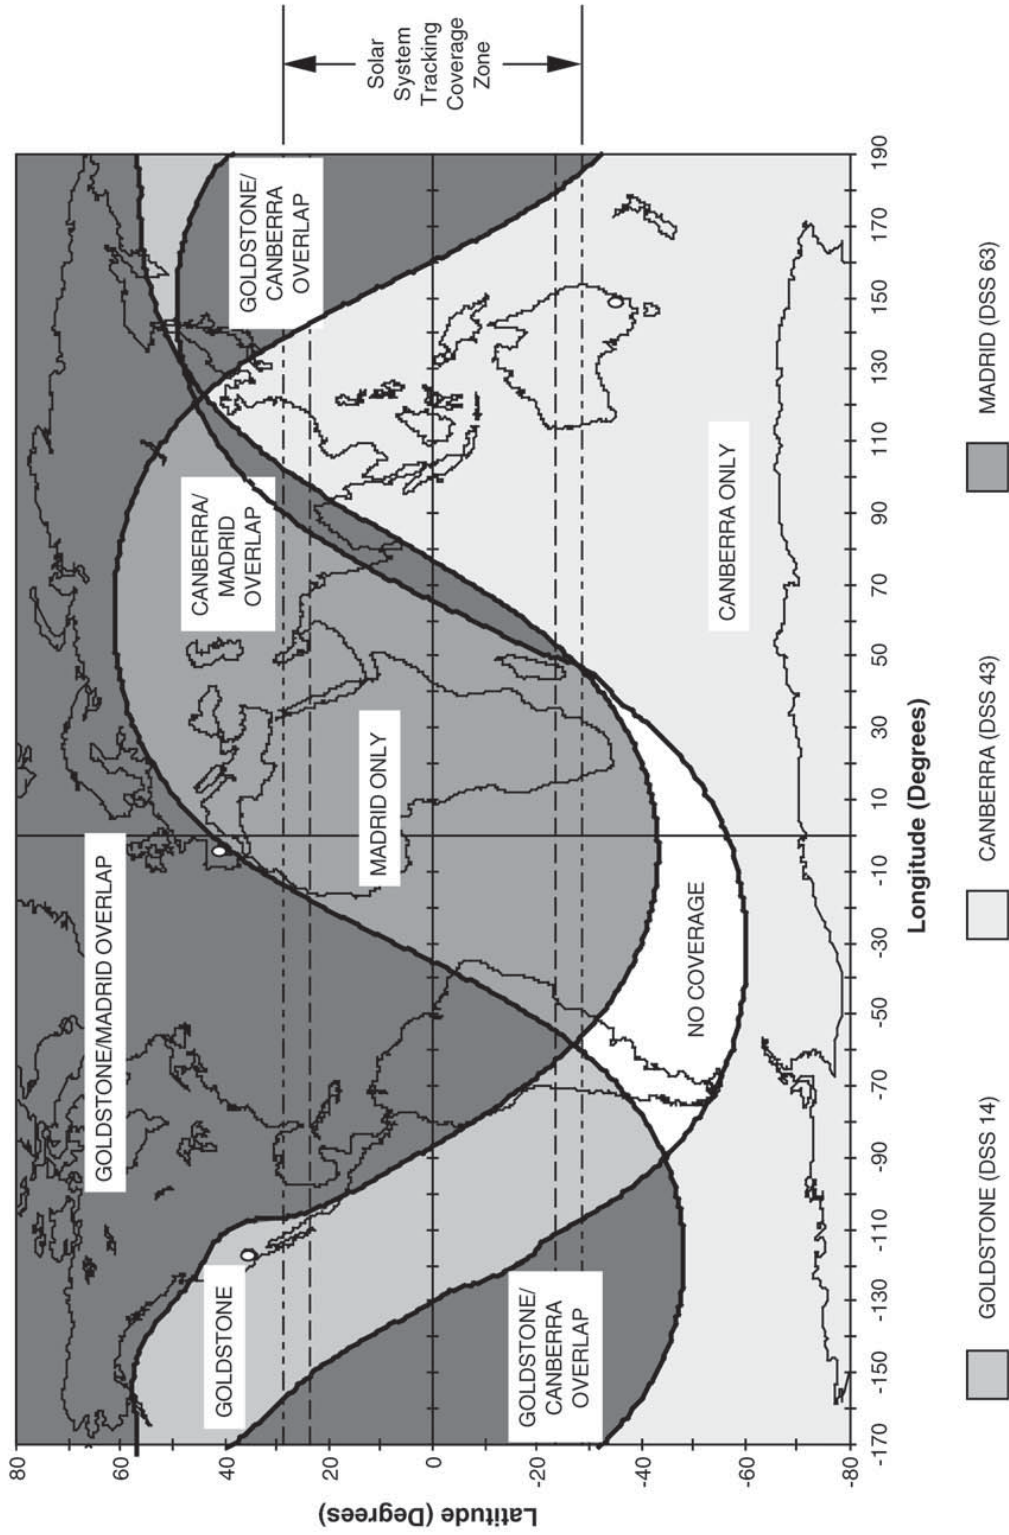 Solar
System
Tracking
Coverage
Zone
80
60
40
20
0
-20
-40
-60
-80
Latitude (Degrees)
-170
-150
-130
-110
-90
-70
-50
-30
-10
10
30
50
70
90
110
130
150
170
190
Longitude (Degrees)
GOLDSTONE/MADRID OVERLAP
GOLDSTONE
GOLDSTONE/
CANBERRA
OVERLAP
MADRID ONLY
NO COVERAGE
CANBERRA/
MADRID
OVERLAP
CANBERRA ONLY
GOLDSTONE/
CANBERRA
OVERLAP
GOLDSTONE (DSS 14)
CANBERRA (DSS 43)
MADRID (DSS 63)